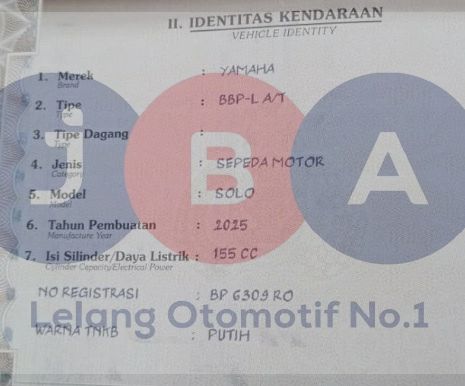 II. IDENTITAS KENDARAAN
VEHICLE IDENTITY
1. Merek : YAMAHA
Brand
2. Tipe : BBP-L A/T
Type
3. Tipe Dagang :
Type
4. Jenis : SEPEDA MOTOR
Category
5. Model : SOLO
Model
6. Tahun Pembuatan : 2025
Manufacture Year
7. Isi Silinder/Daya Listrik : 155 CC
Cylinder Capacity/Electrical Power
NO REGISTRASI : BP 6309 RO
WARNA TNKB : PUTIH
j B A
Lelang Otomotif No.1